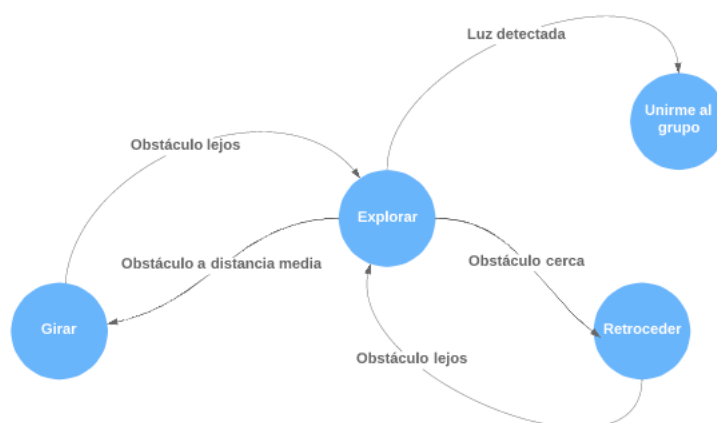 Luz detectada
Unirme al
grupo
Obstáculo lejos
Explorar
Obstáculo a distancia media
Obstáculo cerca
Girar
Retroceder
Obstáculo lejos